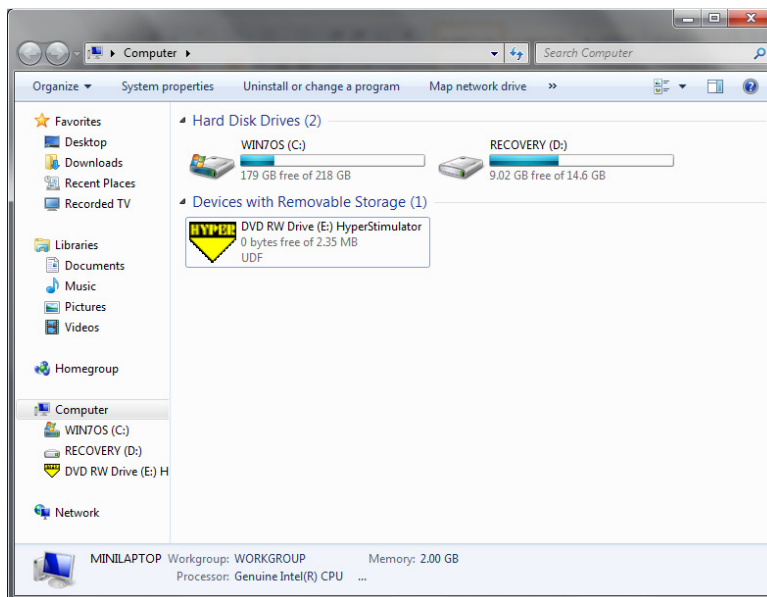 Computer
Search Computer
Organize System properties Uninstall or change a program Map network drive »
Favorites
Desktop
Downloads
Recent Places
Recorded TV
Libraries
Documents
Music
Pictures
Videos
Homegroup
Computer
WIN7OS (C:)
RECOVERY (D:)
DVD RW Drive (E:) H
Network
Hard Disk Drives (2)
WIN7OS (C:)
179 GB free of 218 GB
RECOVERY (D:)
9.02 GB free of 14.6 GB
Devices with Removable Storage (1)
HYPER
DVD RW Drive (E:) HyperStimulator
0 bytes free of 2.35 MB
UDF
MINILAPTOP Workgroup: WORKGROUP Memory: 2.00 GB
Processor: Genuine Intel(R) CPU ...